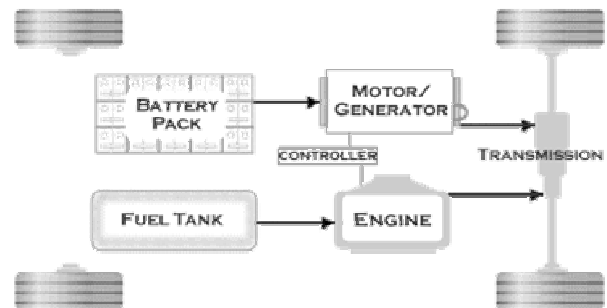 BATTERY
PACK
MOTOR/
GENERATOR
CONTROLLER
TRANSMISSION
FUEL TANK
ENGINE